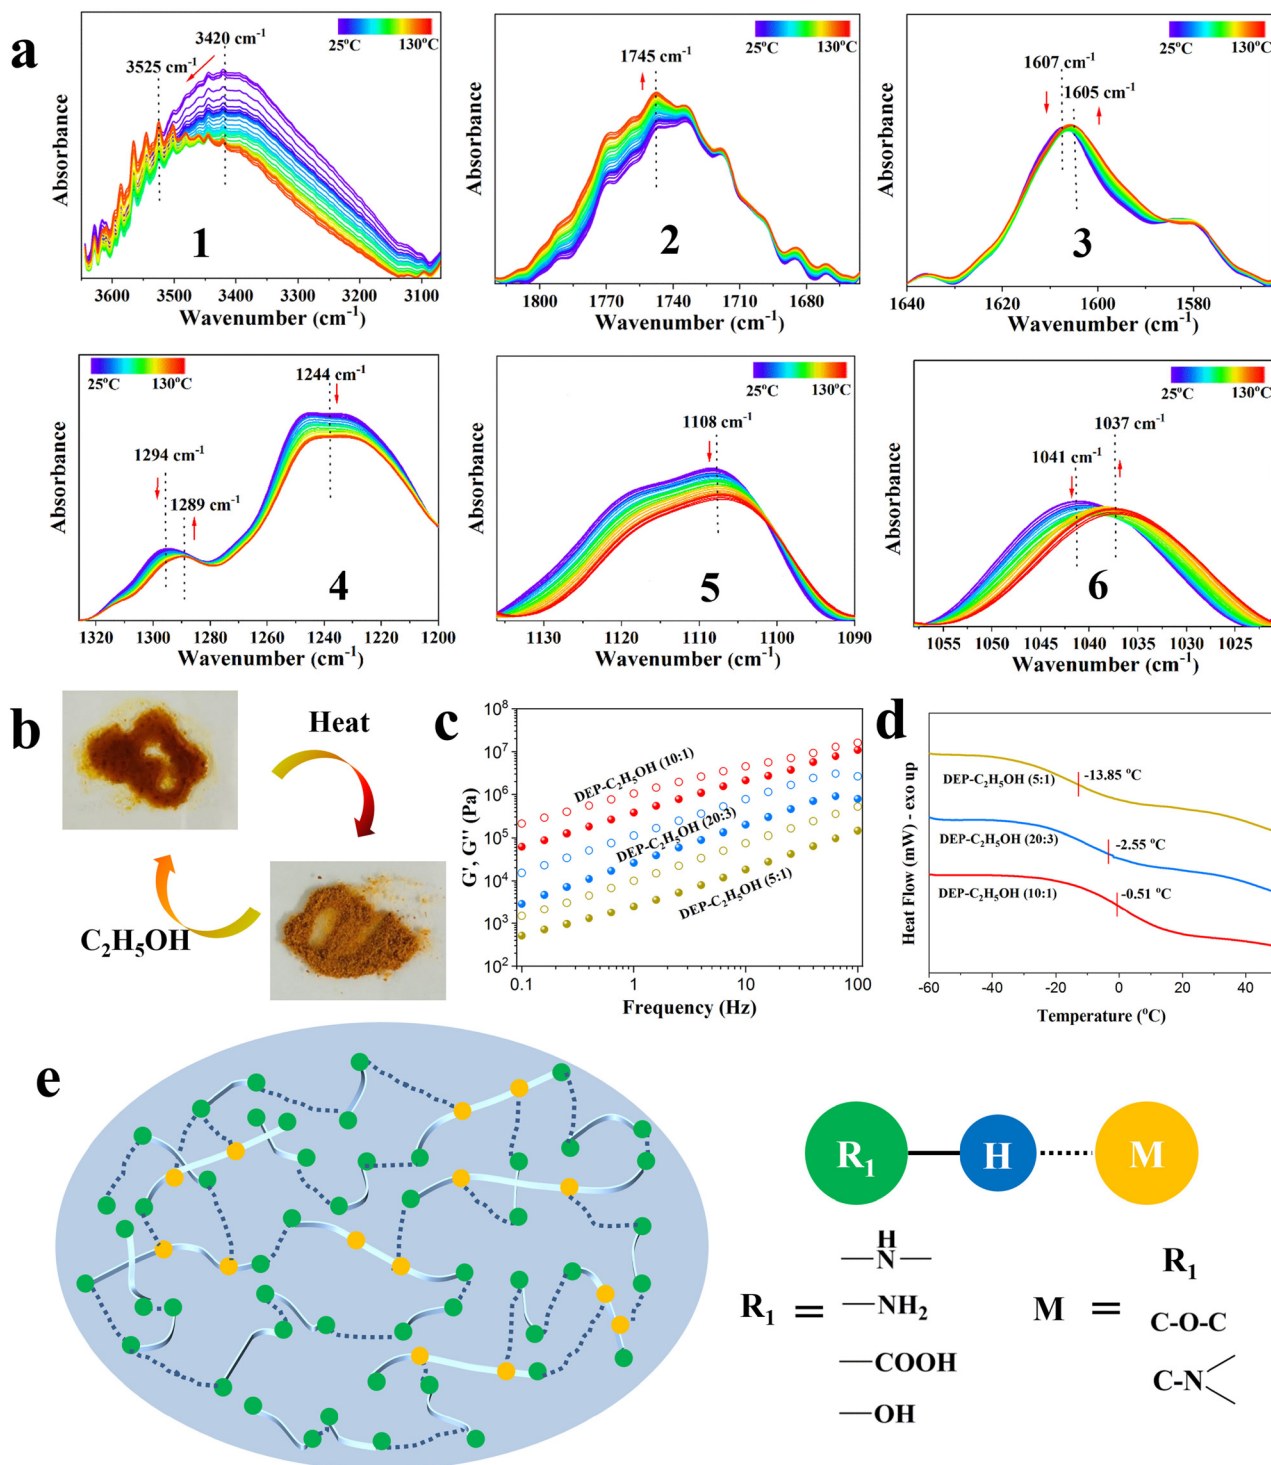 a
25°C 130°C
3420 cm⁻¹
3525 cm⁻¹
Absorbance
1
3600 3500 3400 3300 3200 3100
Wavenumber (cm⁻¹)
25°C 130°C
1745 cm⁻¹
Absorbance
2
1800 1770 1740 1710 1680
Wavenumber (cm⁻¹)
25°C 130°C
1607 cm⁻¹
1605 cm⁻¹
Absorbance
3
1640 1620 1600 1580
Wavenumber (cm⁻¹)
25°C 130°C
1244 cm⁻¹
1294 cm⁻¹
1289 cm⁻¹
Absorbance
4
1320 1300 1280 1260 1240 1220 1200
Wavenumber (cm⁻¹)
25°C 130°C
1108 cm⁻¹
Absorbance
5
1130 1120 1110 1100 1090
Wavenumber (cm⁻¹)
25°C 130°C
1037 cm⁻¹
1041 cm⁻¹
Absorbance
6
1055 1050 1045 1040 1035 1030 1025
Wavenumber (cm⁻¹)
b
Heat
C₂H₅OH
c
10⁸
10⁷
10⁶
10⁵
10⁴
10³
10²
G', G'' (Pa)
DEP-C₂H₅OH (10:1)
DEP-C₂H₅OH (20:3)
DEP-C₂H₅OH (5:1)
0.1 1 10 100
Frequency (Hz)
d
Heat Flow (mW) - exo up
DEP-C₂H₅OH (5:1) -13.85 °C
DEP-C₂H₅OH (20:3) -2.55 °C
DEP-C₂H₅OH (10:1) -0.51 °C
-60 -40 -20 0 20 40
Temperature (°C)
e
R₁ H M
R₁ =
H
—N—
—NH₂
—COOH
—OH
M =
R₁
C-O-C
C-N